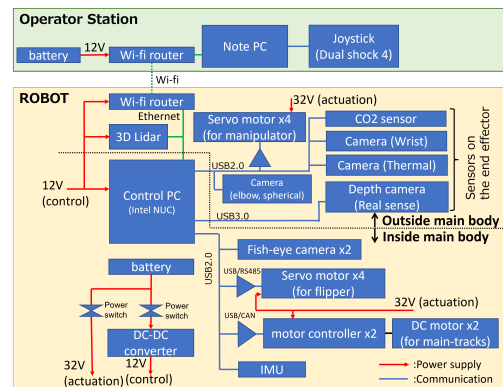 Operator Station
battery
12V
Wi-fi router
Note PC
Joystick
(Dual shock 4)
Wi-fi
ROBOT
Wi-fi router
Ethernet
3D Lidar
12V
(control)
Control PC
(Intel NUC)
32V (actuation)
Servo motor x4
(for manipulator)
USB2.0
Camera
(elbow, spherical)
USB3.0
CO2 sensor
Camera (Wrist)
Camera (Thermal)
Depth camera
(Real sense)
Sensors on
the end effector
Outside main body
Inside main body
USB2.0
Fish-eye camera x2
USB/RS485
Servo motor x4
(for flipper)
32V (actuation)
USB/CAN
motor controller x2
DC motor x2
(for main-tracks)
IMU
battery
Power
switch
Power
switch
DC-DC
converter
32V
(actuation)
12V
(control)
:Power supply
:Communication